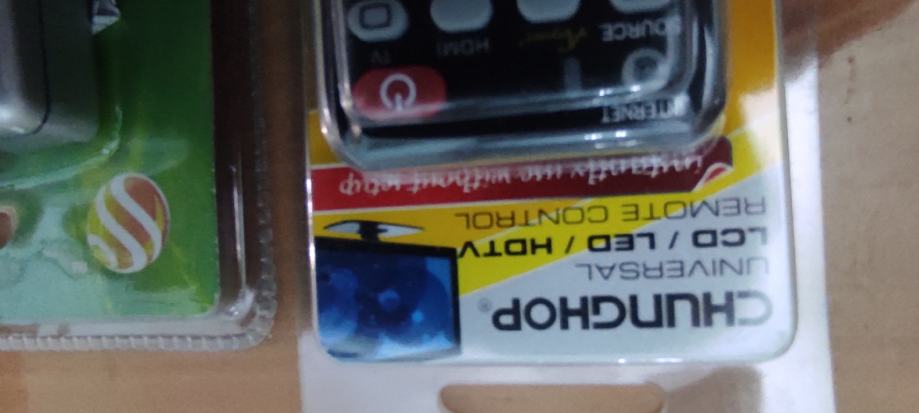 CHUNGHOP®
UNIVERSAL
LCD / LED / HDTV
REMOTE CONTROL
Instantly use without setup
INTERNET
SOURCE
HDMI
TV